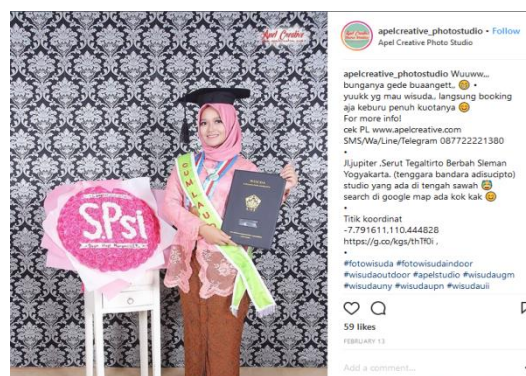 Apel Creative
CUMLAUDE
S.Psi
apelcreative_photostudio • Follow
Apel Creative Photo Studio
apelcreative_photostudio Wuuww,,,
bunganya gede buaangett,, 😆 •
yuukk yg mau wisuda,, langsung booking
aja keburu penuh kuotanya 😊
For more info!
cek PL www.apelcreative.com
SMS/Wa/Line/Telegram 087722221380
•
Jl.jupiter .Serut Tegaltirto Berbah Sleman
Yogyakarta. (tenggara bandara adisucipto)
studio yang ada di tengah sawah 😭
search di google map ada kok kak 😊
•
Titik koordinat
-7.791611,110.444828
https://g.co/kgs/thTf0i .
•
#fotowisuda #fotowisudaindoor
#wisudaoutdoor #apelstudio #wisudaugm
#wisudauny #wisudaupn #wisudauii
59 likes
FEBRUARY 13
Add a comment...